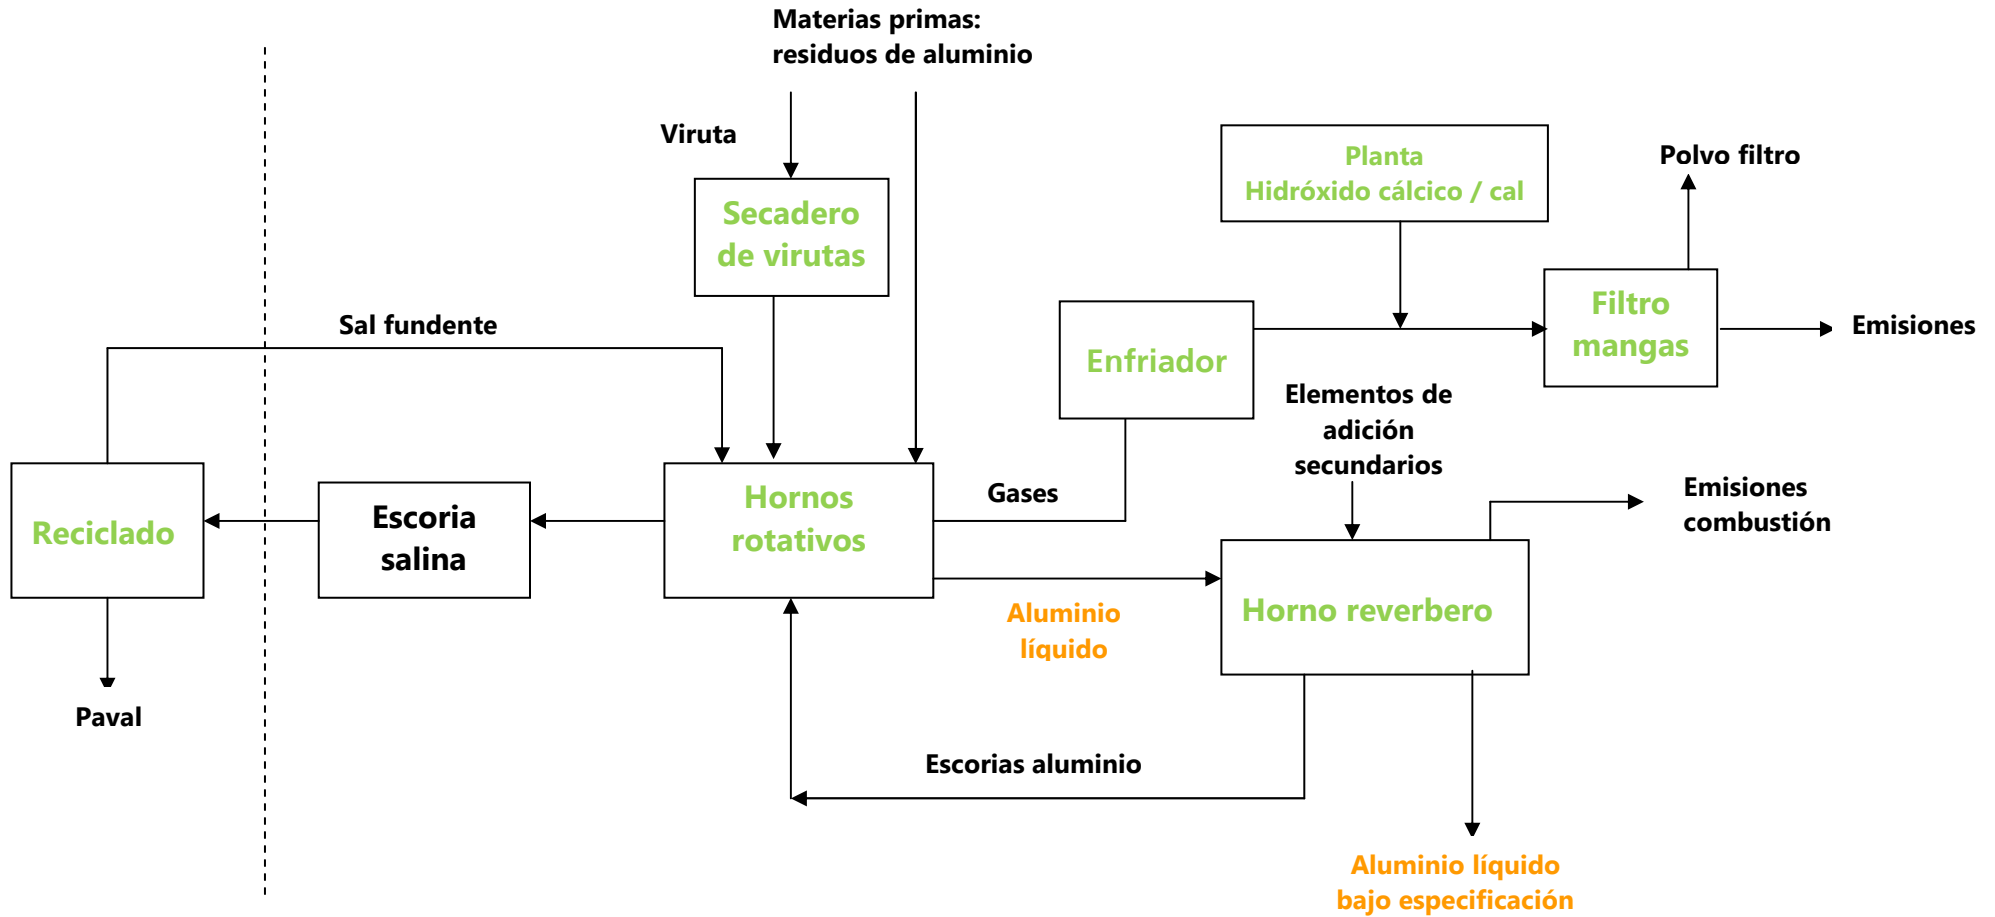 Materias primas:
residuos de aluminio
Viruta
Planta
Hidróxido cálcico / cal
Polvo filtro
Secadero
de virutas
Sal fundente
Filtro
mangas
Emisiones
Enfriador
Elementos de
adición
secundarios
Reciclado
Escoria
salina
Hornos
rotativos
Gases
Emisiones
combustión
Aluminio
líquido
Horno reverbero
Paval
Escorias aluminio
Aluminio líquido
bajo especificación